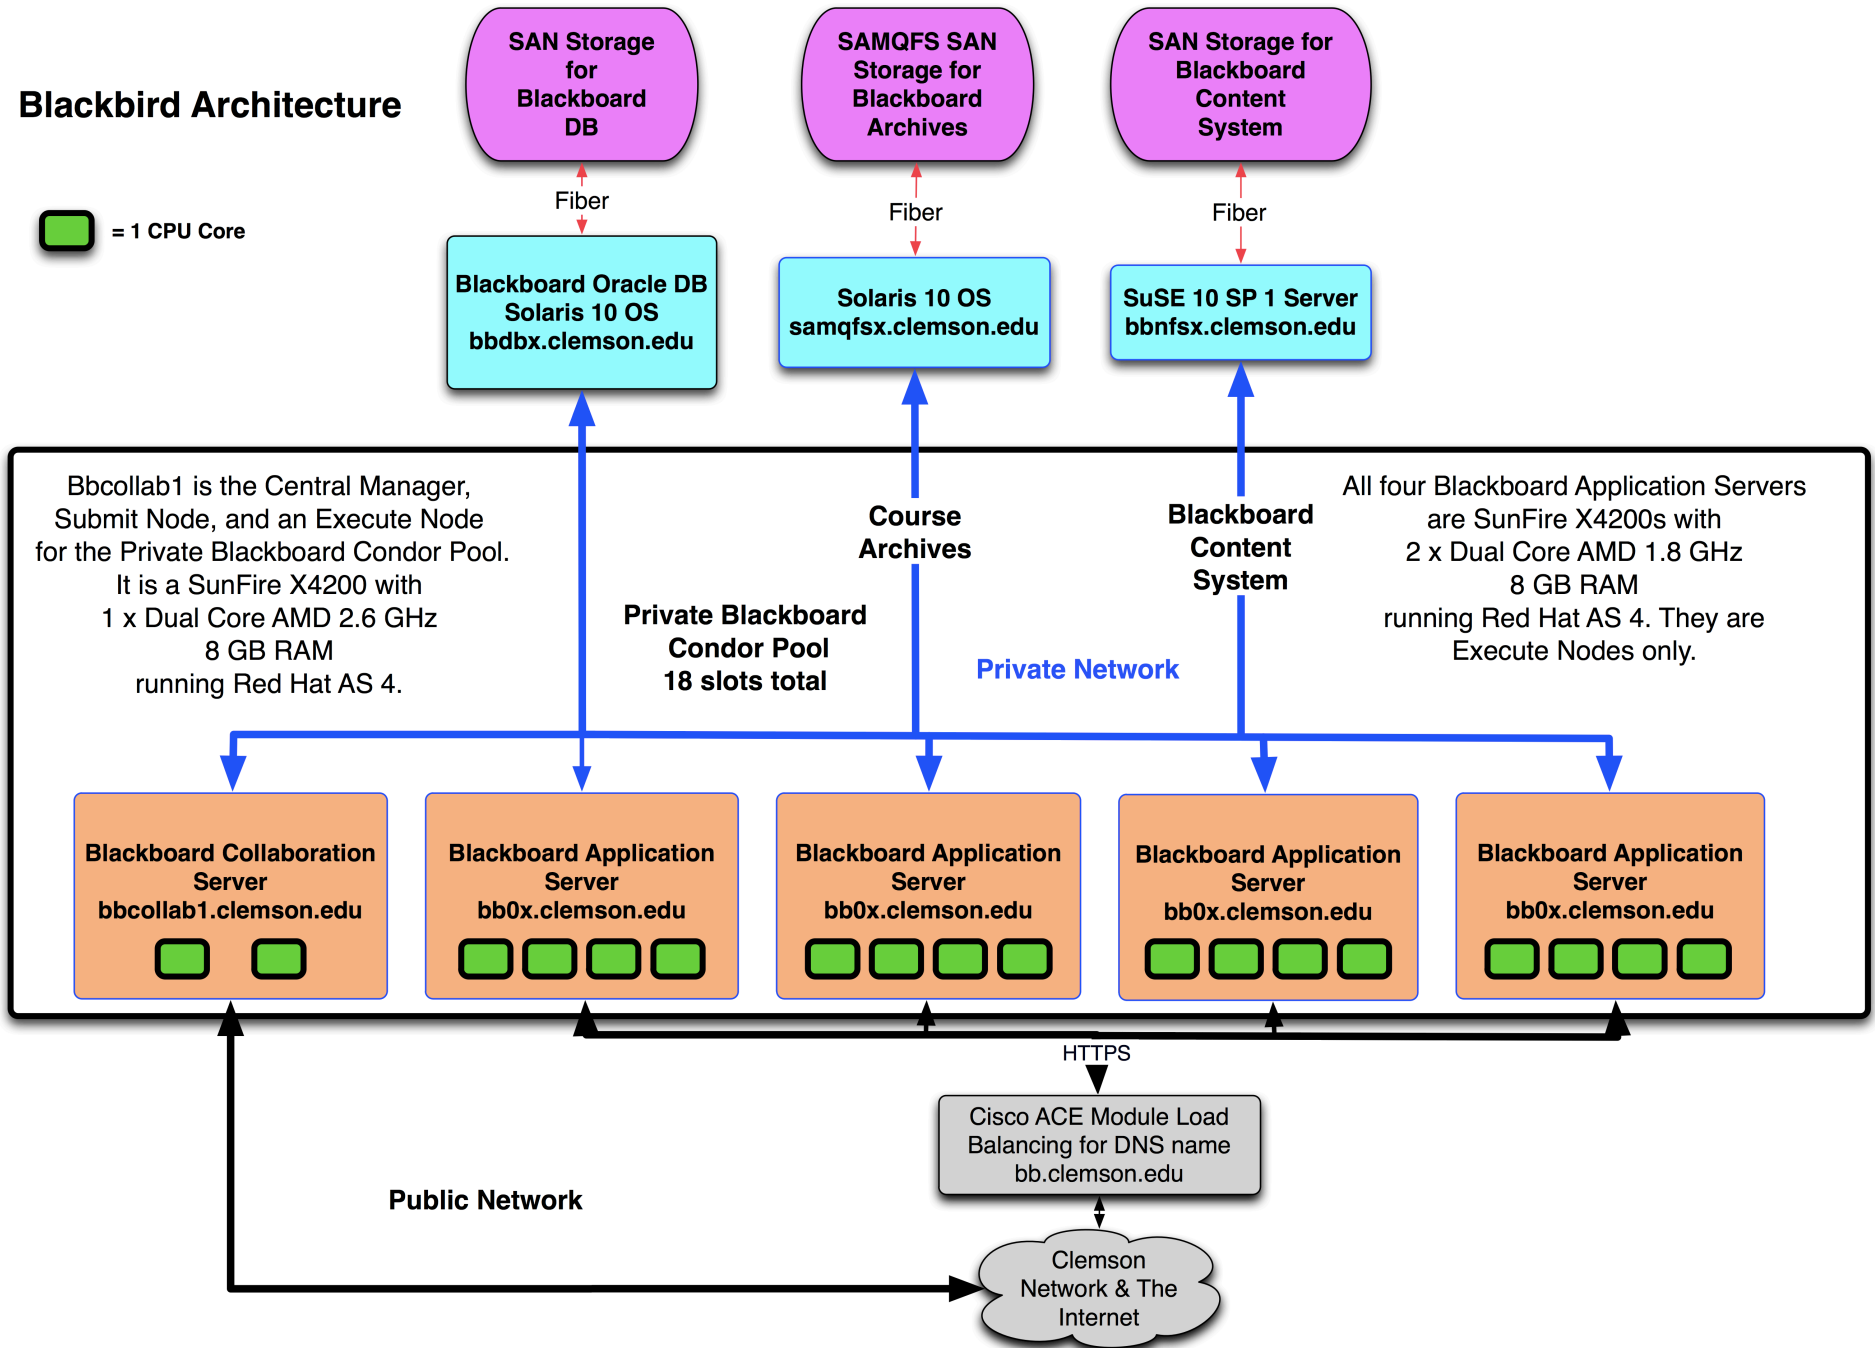 Blackbird Architecture
= 1 CPU Core
SAN Storage
for
Blackboard
DB
SAMQFS SAN
Storage for
Blackboard
Archives
SAN Storage for
Blackboard
Content
System
Fiber
Fiber
Fiber
Blackboard Oracle DB
Solaris 10 OS
bbdbx.clemson.edu
Solaris 10 OS
samqfsx.clemson.edu
SuSE 10 SP 1 Server
bbnfsx.clemson.edu
Bbcollab1 is the Central Manager,
Submit Node, and an Execute Node
for the Private Blackboard Condor Pool.
It is a SunFire X4200 with
1 x Dual Core AMD 2.6 GHz
8 GB RAM
running Red Hat AS 4.
Private Blackboard
Condor Pool
18 slots total
Course
Archives
Private Network
Blackboard
Content
System
All four Blackboard Application Servers
are SunFire X4200s with
2 x Dual Core AMD 1.8 GHz
8 GB RAM
running Red Hat AS 4. They are
Execute Nodes only.
Blackboard Collaboration
Server
bbcollab1.clemson.edu
Blackboard Application
Server
bb0x.clemson.edu
Blackboard Application
Server
bb0x.clemson.edu
Blackboard Application
Server
bb0x.clemson.edu
Blackboard Application
Server
bb0x.clemson.edu
HTTPS
Cisco ACE Module Load
Balancing for DNS name
bb.clemson.edu
Public Network
Clemson
Network & The
Internet